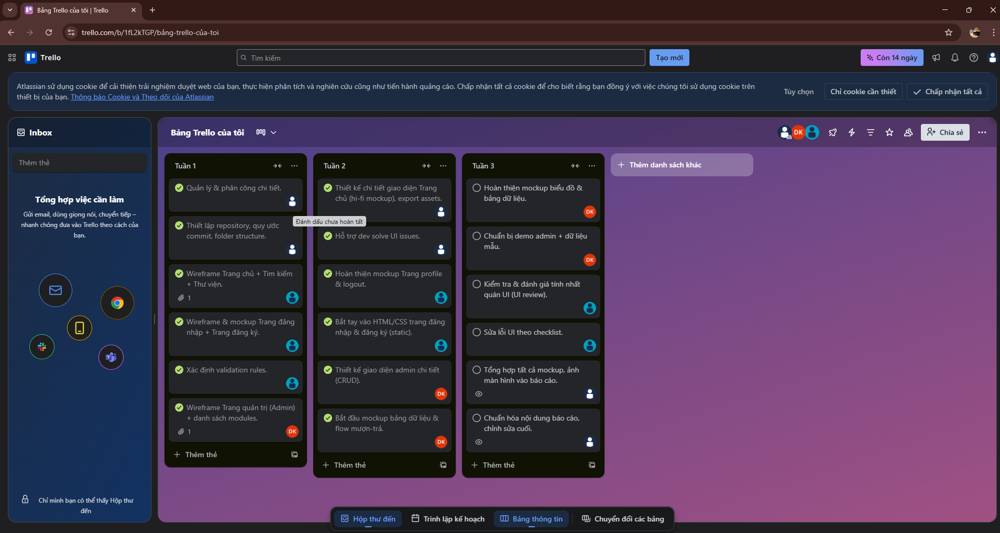 Bảng Trello của tôi | Trello
trello.com/b/1fL2kTGP/bảng-trello-của-toi
Trello
Tìm kiếm
Tạo mới
Còn 14 ngày
Atlassian sử dụng cookie để cải thiện trải nghiệm duyệt web của bạn, thực hiện phân tích và nghiên cứu cũng như tiến hành quảng cáo. Chấp nhận tất cả cookie để cho biết rằng bạn đồng ý với việc chúng tôi sử dụng cookie trên
thiết bị của bạn. Thông báo Cookie và Theo dõi của Atlassian
Tùy chọn
Chỉ cookie cần thiết
Chấp nhận tất cả
Inbox
Thêm thẻ
Tổng hợp việc cần làm
Gửi email, dùng giọng nói, chuyển tiếp –
nhanh chóng đưa vào Trello theo cách của
bạn.
Chỉ mình bạn có thể thấy Hộp thư
đến
Bảng Trello của tôi
DK
Chia sẻ
Tuần 1
Quản lý & phân công chi tiết.
Đánh dấu chưa hoàn tất
Thiết lập repository, quy ước
commit, folder structure.
Wireframe Trang chủ + Tìm kiếm
+ Thư viện.
1
Wireframe & mockup Trang đăng
nhập + Trang đăng ký.
Xác định validation rules.
Wireframe Trang quản trị (Admin)
+ danh sách modules.
1
DK
Thêm thẻ
Tuần 2
Thiết kế chi tiết giao diện Trang
chủ (hi-fi mockup), export assets.
Hỗ trợ dev solve UI issues.
Hoàn thiện mockup Trang profile
& logout.
Bắt tay vào HTML/CSS trang đăng
nhập & đăng ký (static).
Thiết kế giao diện admin chi tiết
(CRUD).
DK
Bắt đầu mockup bảng dữ liệu &
flow mượn-trả.
DK
Thêm thẻ
Tuần 3
Hoàn thiện mockup biểu đồ &
bảng dữ liệu.
DK
Chuẩn bị demo admin + dữ liệu
mẫu.
DK
Kiểm tra & đánh giá tính nhất
quán UI (UI review).
Sửa lỗi UI theo checklist.
Tổng hợp tất cả mockup, ảnh
màn hình vào báo cáo.
Chuẩn hóa nội dung báo cáo,
chỉnh sửa cuối.
Thêm thẻ
Thêm danh sách khác
Hộp thư đến
Trình lập kế hoạch
Bảng thông tin
Chuyển đổi các bảng